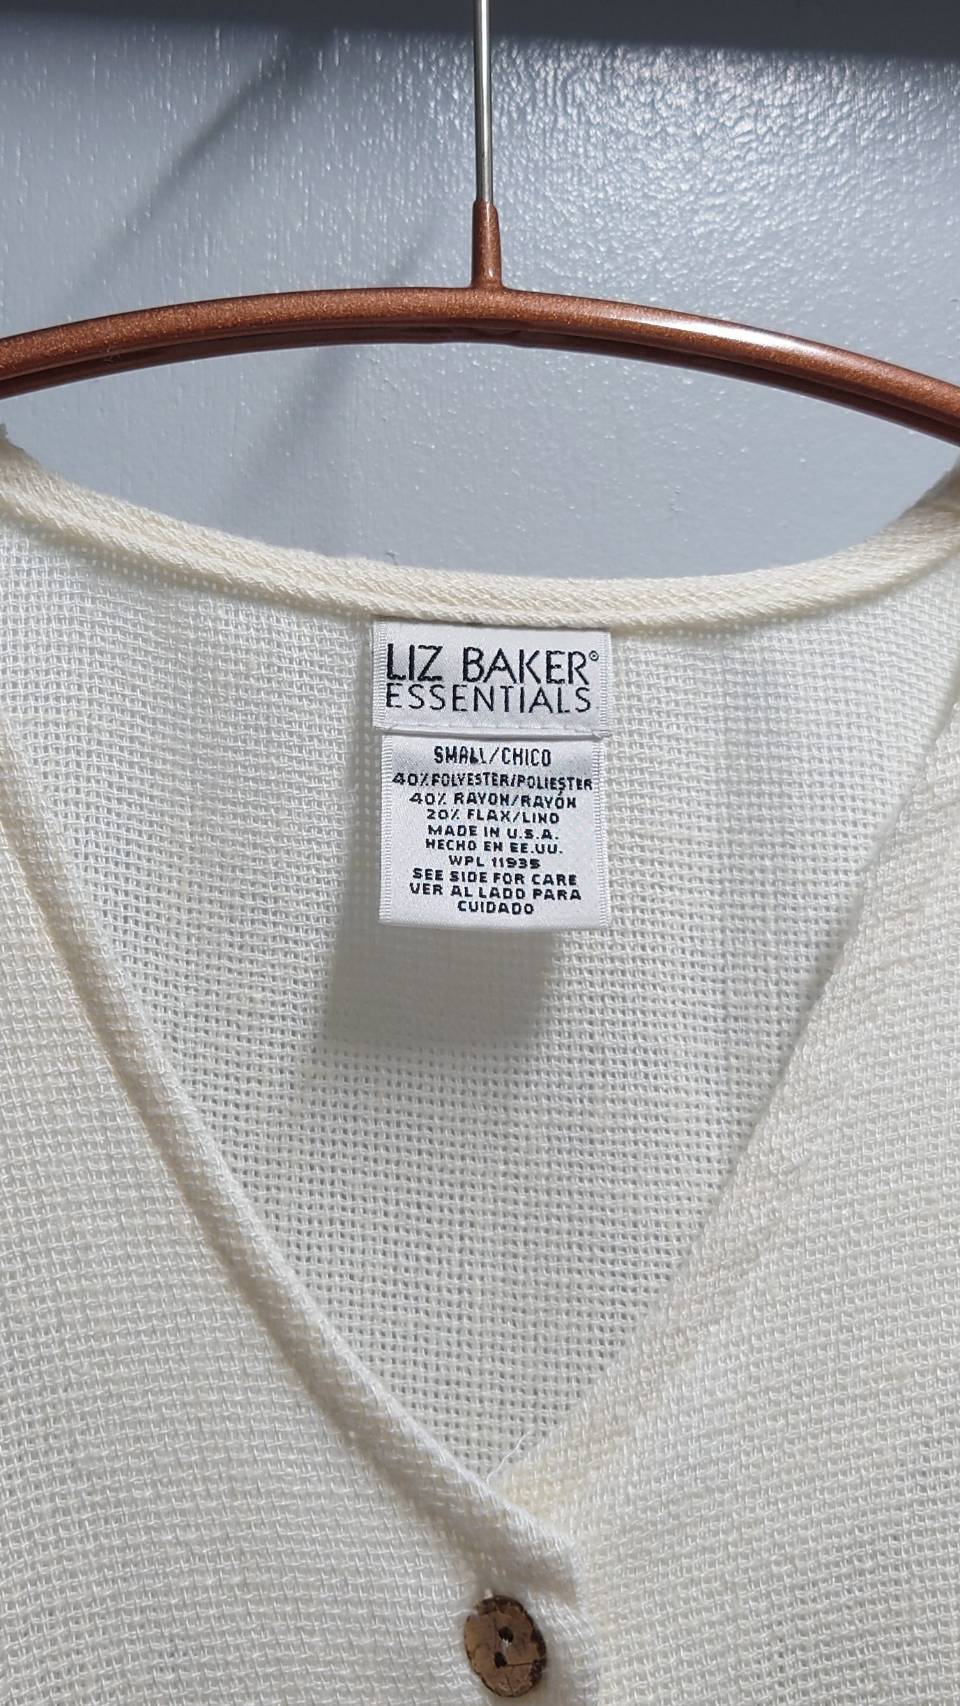 LIZ BAKER®
ESSENTIALS
SMALL/CHICO
40% POLYESTER/POLIESTER
40% RAYON/RAYÓN
20% FLAX/LINO
MADE IN U.S.A.
HECHO EN EE.UU.
WPL 11935
SEE SIDE FOR CARE
VER AL LADO PARA
CUIDADO